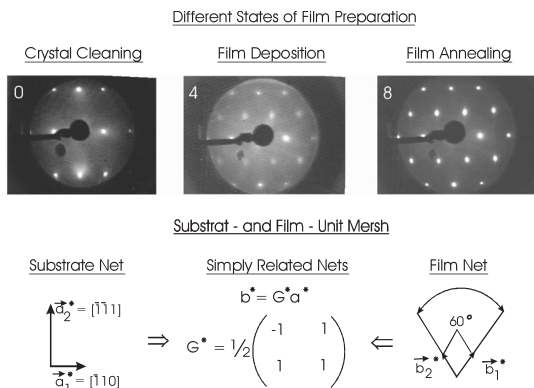 Different States of Film Preparation
Crystal Cleaning
Film Deposition
Film Annealing
0
4
8
Substrat - and Film - Unit Mersh
Substrate Net
Simply Related Nets
Film Net
a₂* = [1̄1̄1]
b* = G*a*
60°
⇒
G* = ½ ( -1 1
1 1 )
⇐
b₂*
b₁*
a₁* = [1̄10]